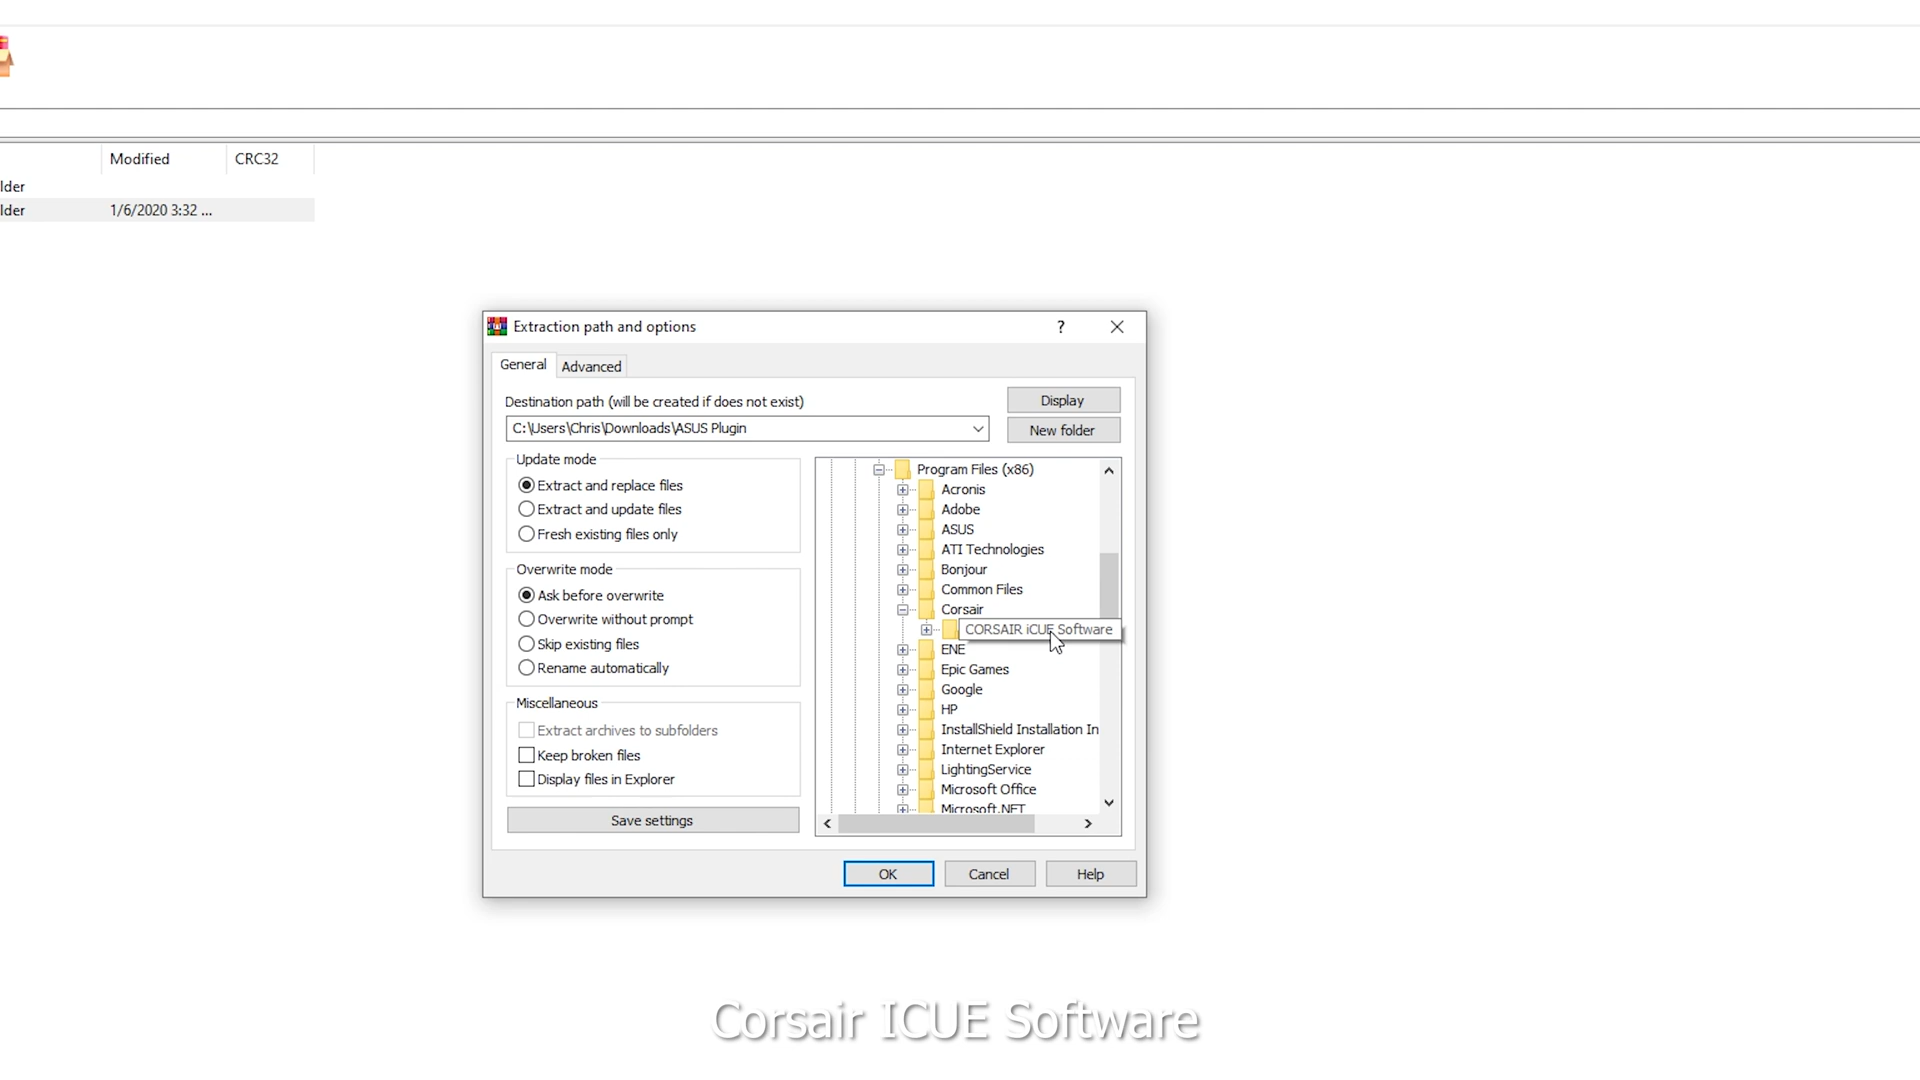 Modified CRC32
lder
lder 1/6/2020 3:32 ...
Extraction path and options ?
General Advanced
Destination path (will be created if does not exist) Display
C:\Users\Chris\Downloads\ASUS Plugin New folder
Update mode
Extract and replace files
Extract and update files
Fresh existing files only
Overwrite mode
Ask before overwrite
Overwrite without prompt
Skip existing files
Rename automatically
Miscellaneous
Extract archives to subfolders
Keep broken files
Display files in Explorer
Save settings
Program Files (x86)
Acronis
Adobe
ASUS
ATI Technologies
Bonjour
Common Files
Corsair
CORSAIR iCUE Software
ENE
Epic Games
Google
HP
InstallShield Installation In
Internet Explorer
LightingService
Microsoft Office
Microsoft.NET
OK Cancel Help
Corsair ICUE Software